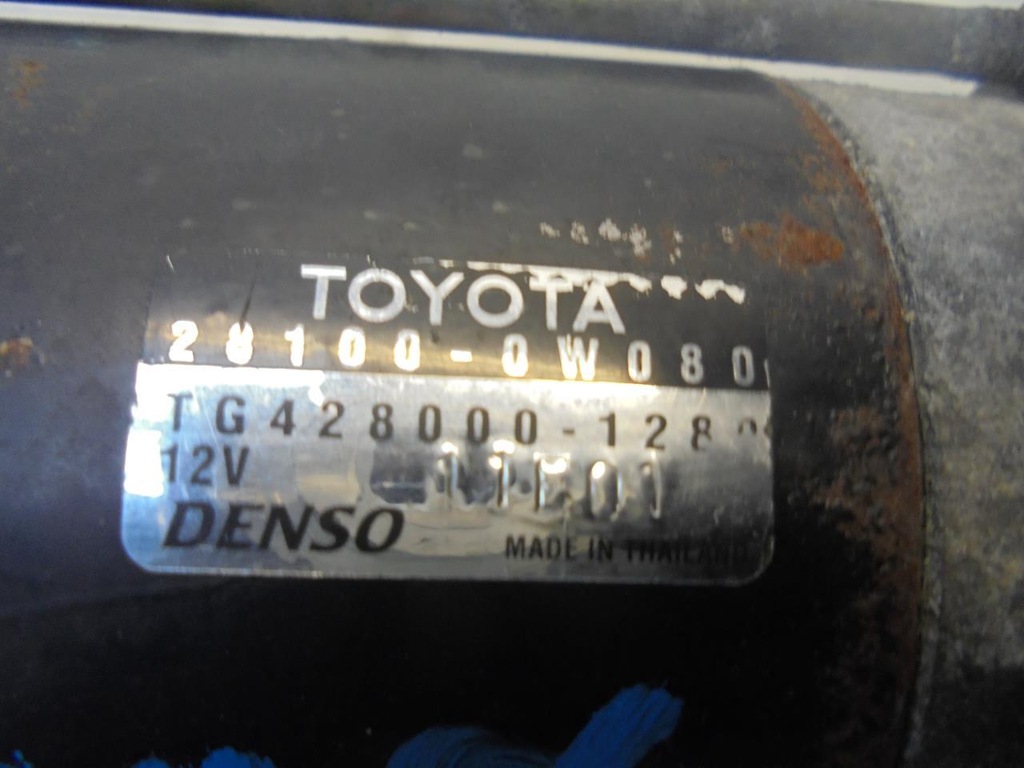 TOYOTA
28100-0W080
TG428000-128
12V
DENSO MADE IN THAILAND